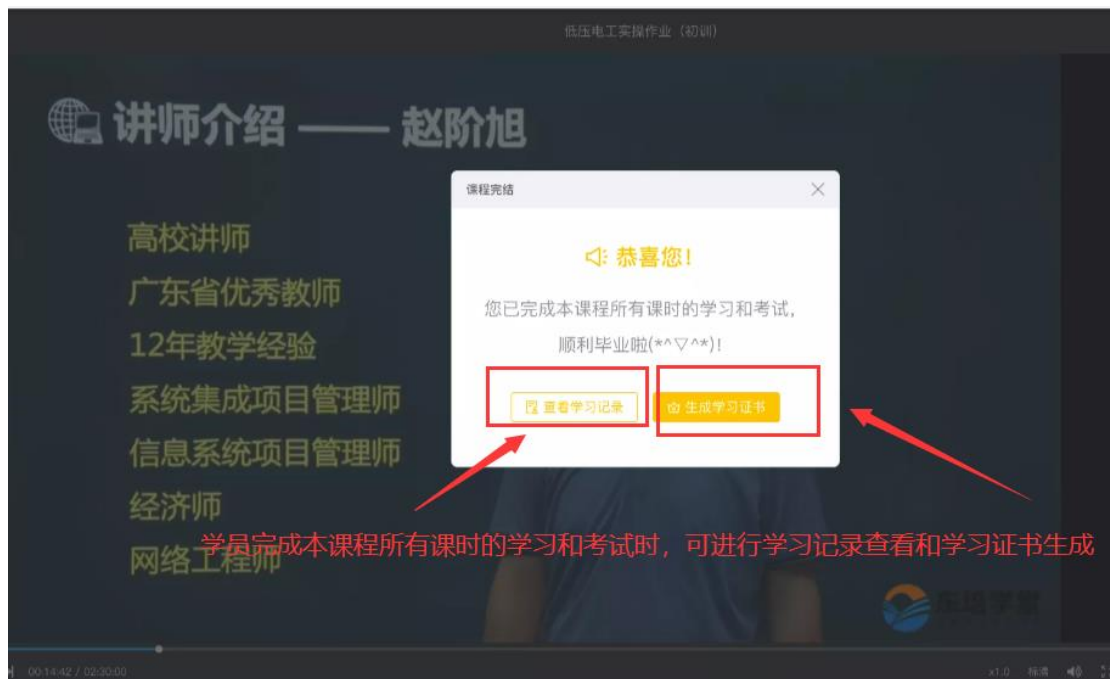 低压电工实操作业（初训）
讲师介绍 —— 赵阶旭
课程完结
恭喜您！
高校讲师
您已完成本课程所有课时的学习和考试，
广东省优秀教师
顺利毕业啦(*^▽^*)!
12年教学经验
系统集成项目管理师
查看学习记录
生成学习证书
信息系统项目管理师
经济师
学员完成本课程所有课时的学习和考试时，可进行学习记录查看和学习证书生成
网络工程师
00:14:42 / 02:30:00
x1.0 标清